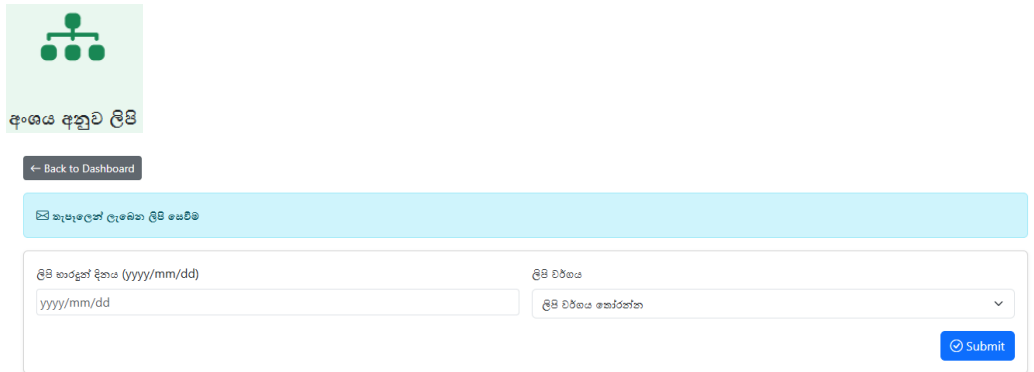 අංශය අනුව ලිපි
← Back to Dashboard
තැපෑලෙන් ලැබෙන ලිපි සෙවීම
ලිපි භාරදුන් දිනය (yyyy/mm/dd)
ලිපි වර්ගය
yyyy/mm/dd
ලිපි වර්ගය තෝරන්න
Submit